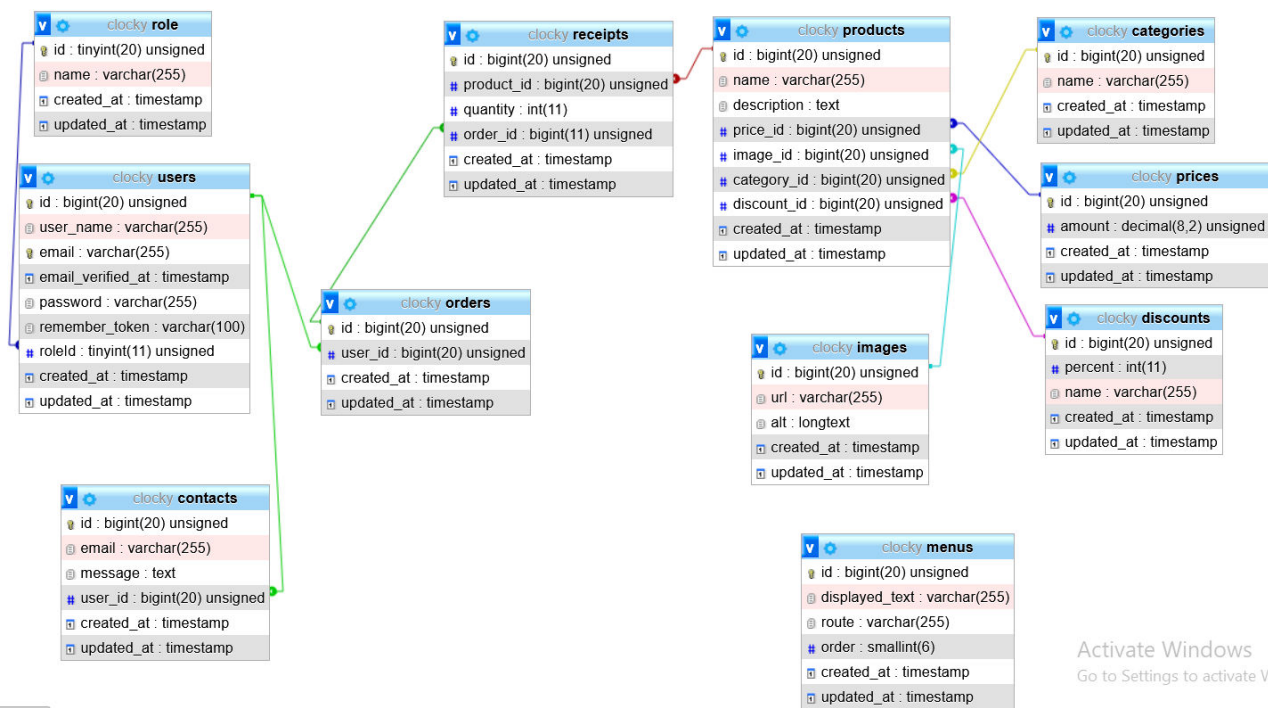 clocky role
id : tinyint(20) unsigned
name : varchar(255)
created_at : timestamp
updated_at : timestamp
clocky users
id : bigint(20) unsigned
user_name : varchar(255)
email : varchar(255)
email_verified_at : timestamp
password : varchar(255)
remember_token : varchar(100)
roleId : tinyint(11) unsigned
created_at : timestamp
updated_at : timestamp
clocky contacts
id : bigint(20) unsigned
email : varchar(255)
message : text
user_id : bigint(20) unsigned
created_at : timestamp
updated_at : timestamp
clocky receipts
id : bigint(20) unsigned
product_id : bigint(20) unsigned
quantity : int(11)
order_id : bigint(11) unsigned
created_at : timestamp
updated_at : timestamp
clocky orders
id : bigint(20) unsigned
user_id : bigint(20) unsigned
created_at : timestamp
updated_at : timestamp
clocky products
id : bigint(20) unsigned
name : varchar(255)
description : text
price_id : bigint(20) unsigned
image_id : bigint(20) unsigned
category_id : bigint(20) unsigned
discount_id : bigint(20) unsigned
created_at : timestamp
updated_at : timestamp
clocky images
id : bigint(20) unsigned
url : varchar(255)
alt : longtext
created_at : timestamp
updated_at : timestamp
clocky categories
id : bigint(20) unsigned
name : varchar(255)
created_at : timestamp
updated_at : timestamp
clocky prices
id : bigint(20) unsigned
amount : decimal(8,2) unsigned
created_at : timestamp
updated_at : timestamp
clocky discounts
id : bigint(20) unsigned
percent : int(11)
name : varchar(255)
created_at : timestamp
updated_at : timestamp
clocky menus
id : bigint(20) unsigned
displayed_text : varchar(255)
route : varchar(255)
order : smallint(6)
created_at : timestamp
updated_at : timestamp
Activate Windows
Go to Settings to activate W